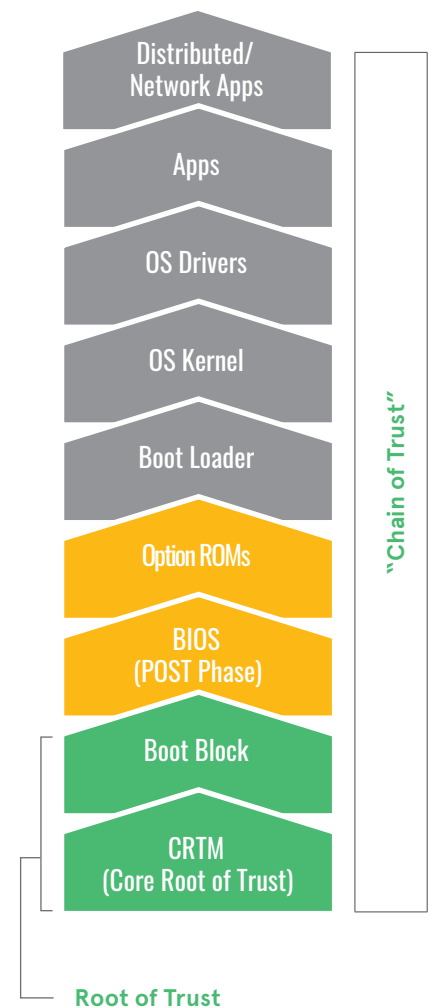 Distributed/
Network Apps
Apps
OS Drivers
OS Kernel
Boot Loader
Option ROMs
BIOS
(POST Phase)
Boot Block
CRTM
(Core Root of Trust)
Root of Trust
"Chain of Trust"